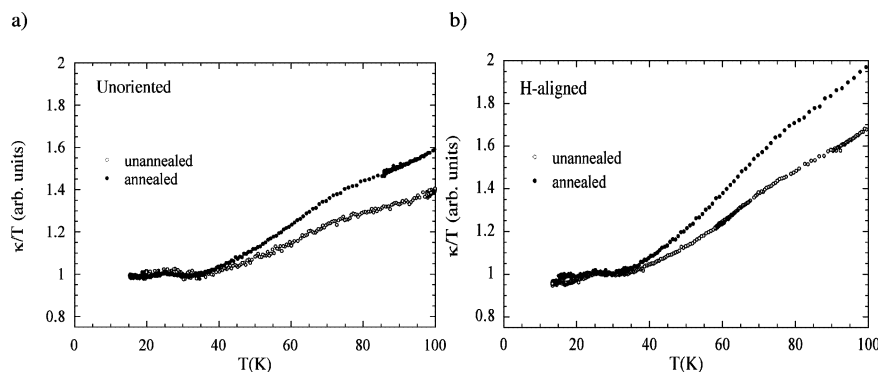 a)
2
1.8
1.6
1.4
1.2
1
0.8
κ/T (arb. units)
Unoriented
unannealed
annealed
0
20
40
60
80
100
T(K)
b)
2
1.8
1.6
1.4
1.2
1
0.8
κ/T (arb. units)
H-aligned
unannealed
annealed
0
20
40
60
80
100
T(K)